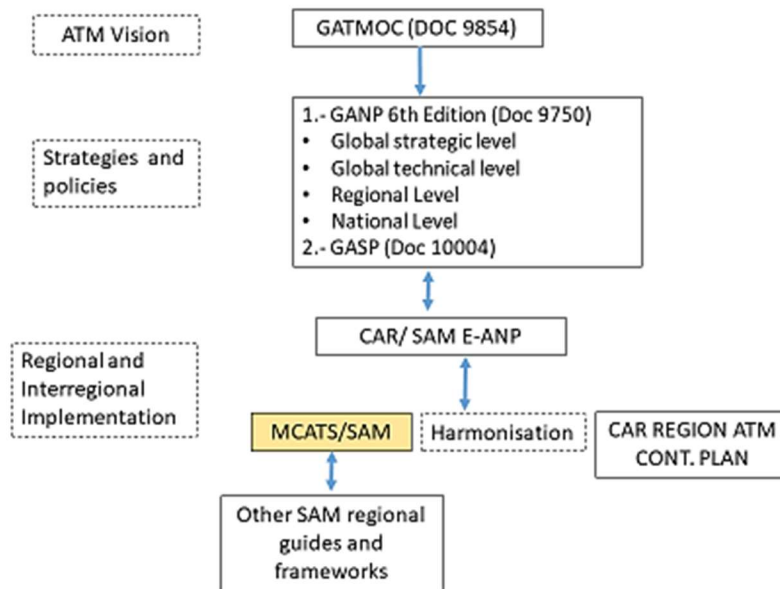 ATM Vision
GATMOC (DOC 9854)
Strategies and
policies
1.- GANP 6th Edition (Doc 9750)
• Global strategic level
• Global technical level
• Regional Level
• National Level
2.- GASP (Doc 10004)
CAR/ SAM E-ANP
Regional and
Interregional
Implementation
MCATS/SAM
Harmonisation
CAR REGION ATM
CONT. PLAN
Other SAM regional
guides and
frameworks